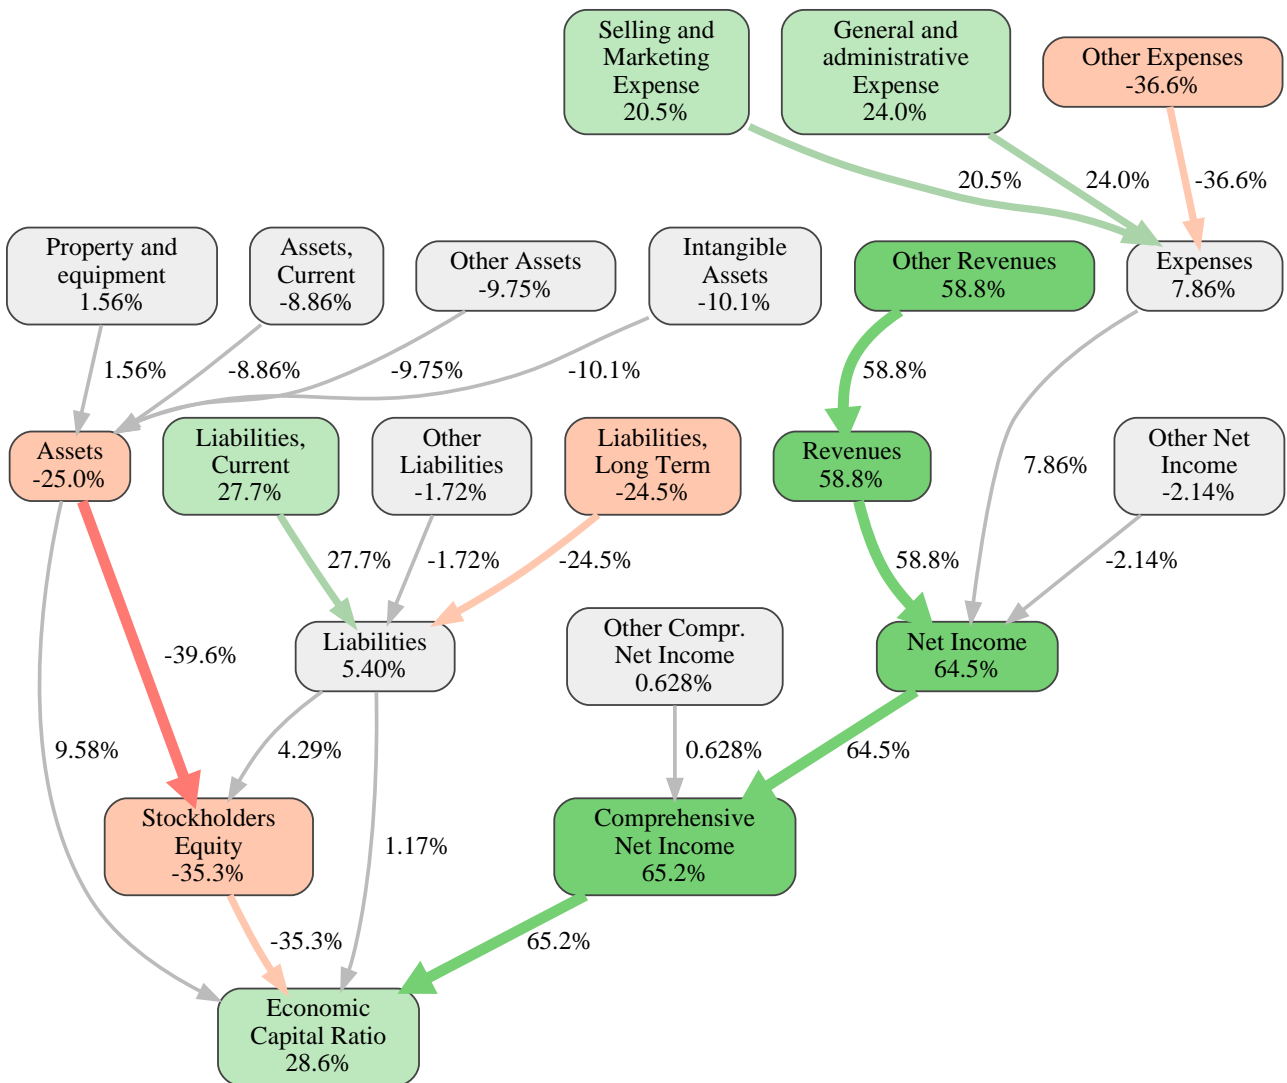 Selling and
Marketing
Expense
20.5%
General and
administrative
Expense
24.0%
Other Expenses
-36.6%
20.5%
24.0%
-36.6%
Property and
equipment
1.56%
Assets,
Current
-8.86%
Other Assets
-9.75%
Intangible
Assets
-10.1%
Other Revenues
58.8%
Expenses
7.86%
1.56%
-8.86%
-9.75%
-10.1%
58.8%
Assets
-25.0%
Liabilities,
Current
27.7%
Other
Liabilities
-1.72%
Liabilities,
Long Term
-24.5%
Revenues
58.8%
7.86%
Other Net
Income
-2.14%
27.7%
-1.72%
-24.5%
58.8%
-2.14%
-39.6%
Liabilities
5.40%
Other Compr.
Net Income
0.628%
Net Income
64.5%
9.58%
4.29%
0.628%
64.5%
Stockholders
Equity
-35.3%
1.17%
Comprehensive
Net Income
65.2%
-35.3%
65.2%
Economic
Capital Ratio
28.6%